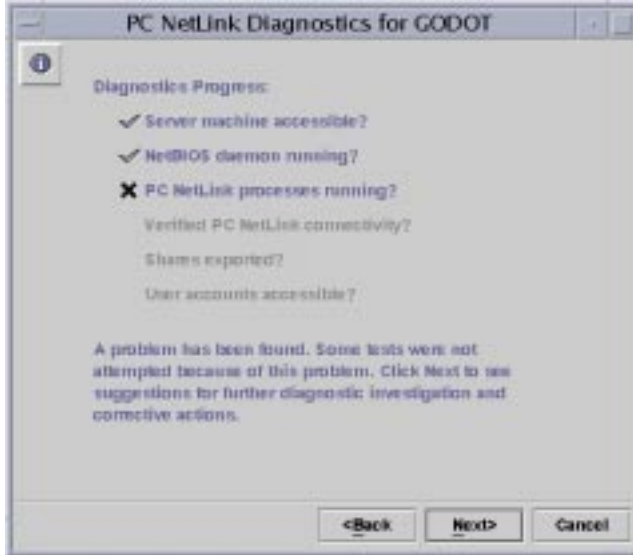 PC NetLink Diagnostics for GODOT
Diagnostics Progress:
Server machine accessible?
NetBIOS daemon running?
PC NetLink processes running?
Verified PC NetLink connectivity?
Shares exported?
User accounts accessible?
A problem has been found. Some tests were not
attempted because of this problem. Click Next to see
suggestions for further diagnostic investigation and
corrective actions.
<Back
Next>
Cancel